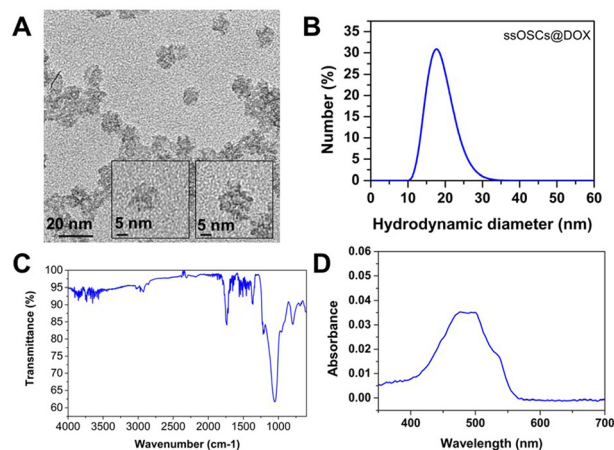 A
20 nm
5 nm
5 nm
B
ssOSCs@DOX
Number (%)
35
30
25
20
15
10
5
0
0 10 20 30 40 50 60
Hydrodynamic diameter (nm)
C
Transmittance (%)
100
95
90
85
80
75
70
65
60
4000 3500 3000 2500 2000 1500 1000
Wavenumber (cm-1)
D
Absorbance
0.06
0.05
0.04
0.03
0.02
0.01
0.00
400 500 600 700
Wavelength (nm)